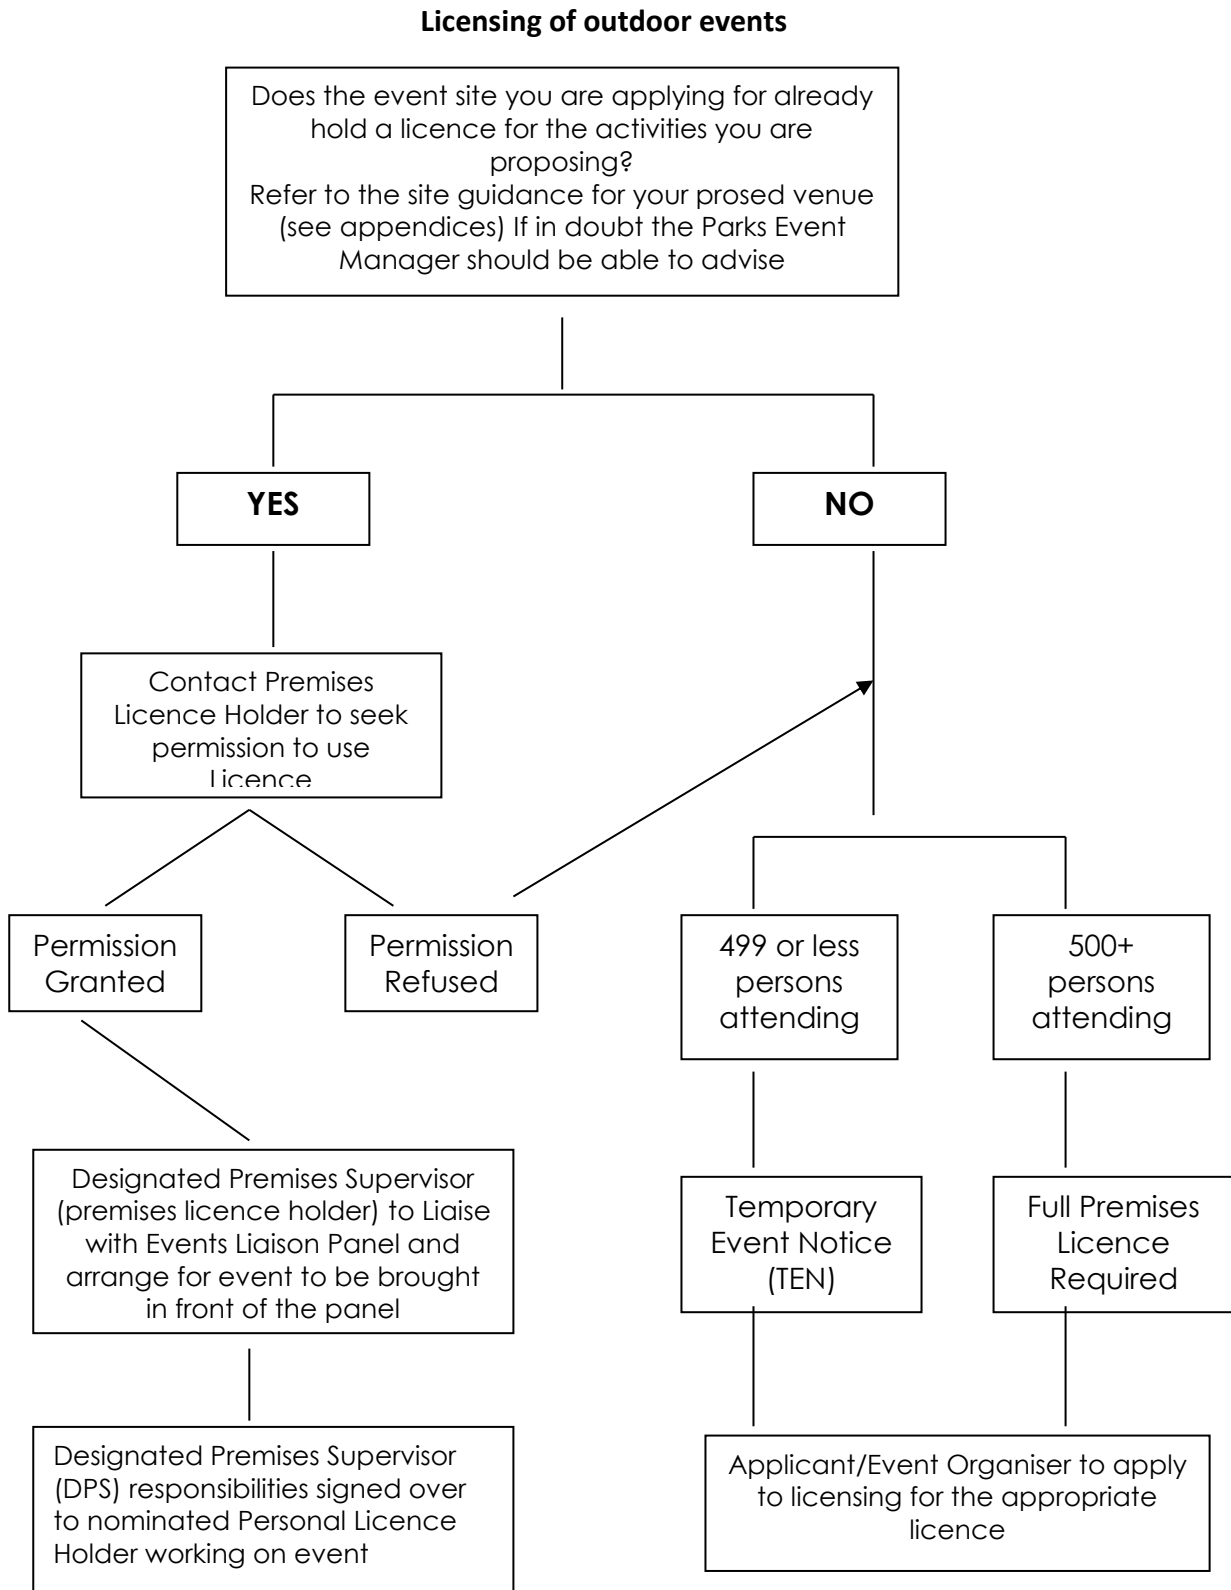 Licensing of outdoor events
Does the event site you are applying for already
hold a licence for the activities you are
proposing?
Refer to the site guidance for your prosed venue
(see appendices) If in doubt the Parks Event
Manager should be able to advise
YES
NO
Contact Premises
Licence Holder to seek
permission to use
Licence
Permission
Granted
Permission
Refused
499 or less
persons
attending
500+
persons
attending
Designated Premises Supervisor
(premises licence holder) to Liaise
with Events Liaison Panel and
arrange for event to be brought
in front of the panel
Temporary
Event Notice
(TEN)
Full Premises
Licence
Required
Designated Premises Supervisor
(DPS) responsibilities signed over
to nominated Personal Licence
Holder working on event
Applicant/Event Organiser to apply
to licensing for the appropriate
licence